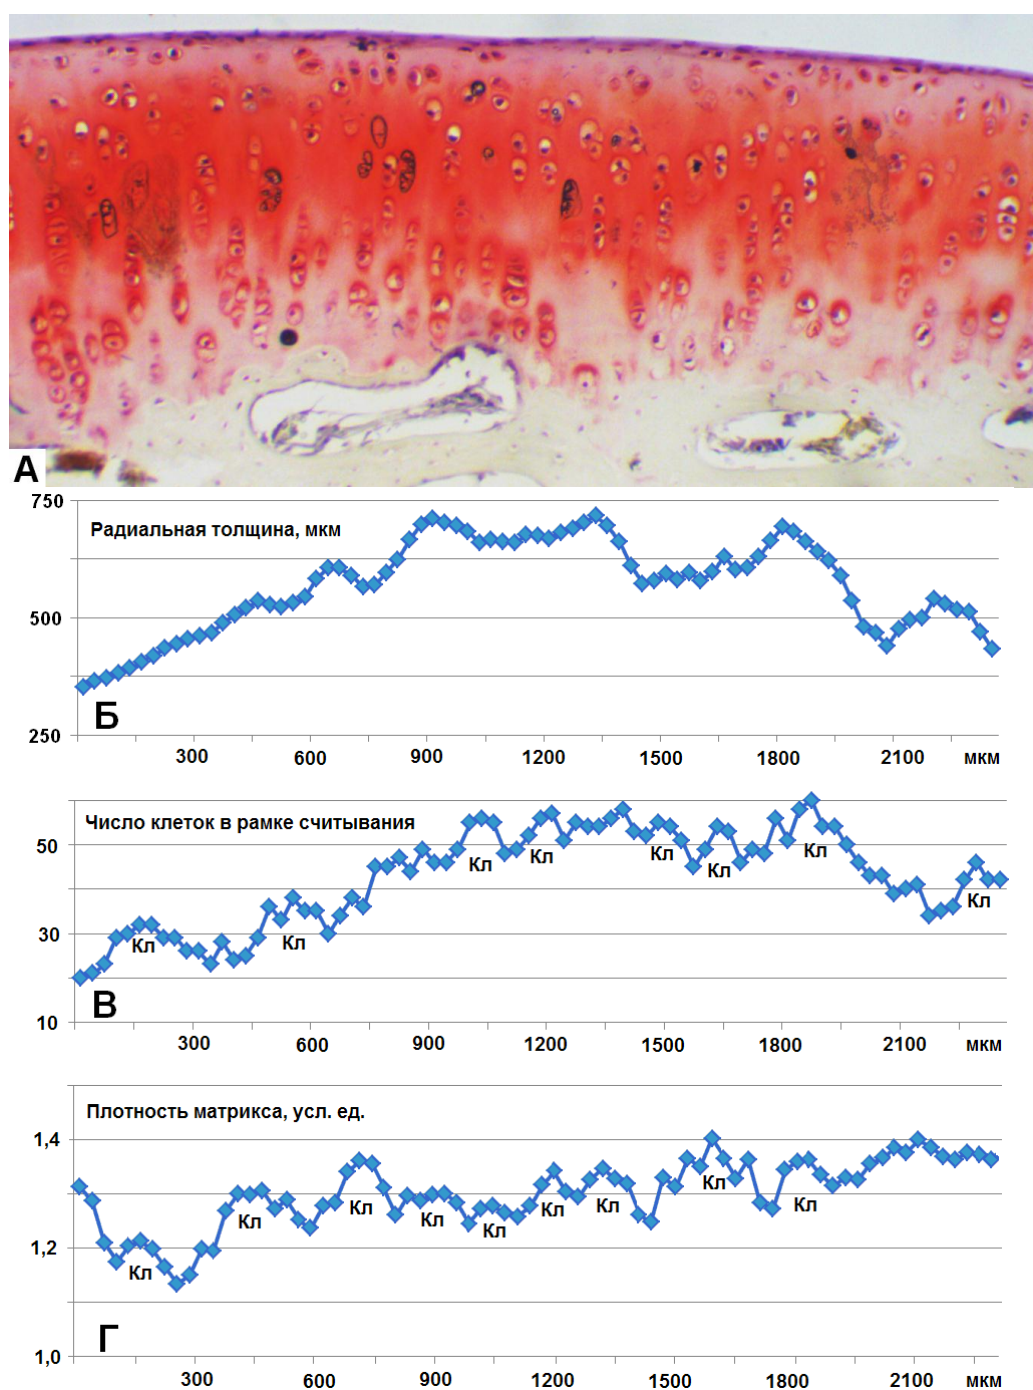 А
750
Радиальная толщина, мкм
500
Б
250
300 600 900 1200 1500 1800 2100 мкм
Число клеток в рамке считывания
50
Кл Кл Кл Кл Кл
30
Кл Кл Кл
В
10
300 600 900 1200 1500 1800 2100 мкм
Плотность матрикса, усл. ед.
1,4
Кл
Кл Кл Кл Кл Кл Кл Кл
1,2
Кл
Г
1,0
300 600 900 1200 1500 1800 2100 мкм